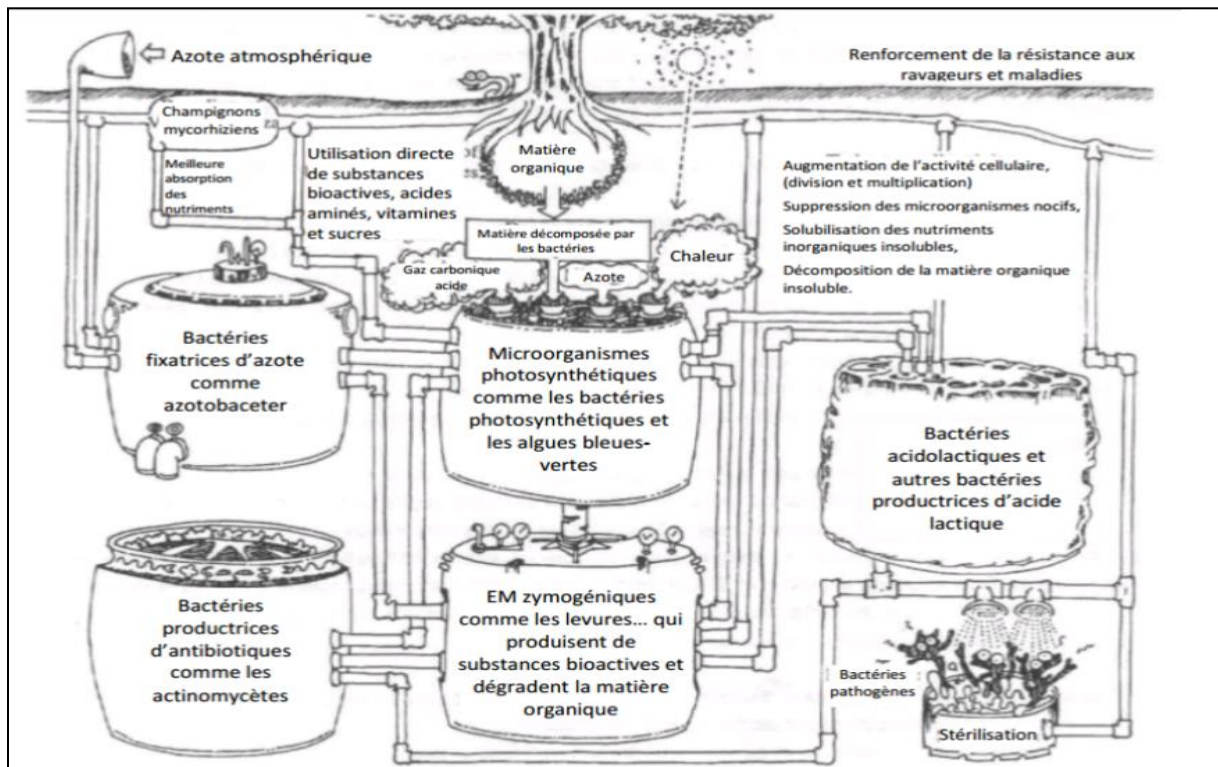 Azote atmosphérique
Renforcement de la résistance aux
ravageurs et maladies
Champignons
mycorhiziens
Meilleure
absorption
des
nutriments
Utilisation directe
de substances
bioactives, acides
aminés, vitamines
et sucres
Matière
organique
Augmentation de l'activité cellulaire,
(division et multiplication)
Suppression des microorganismes nocifs,
Solubilisation des nutriments
inorganiques insolubles,
Décomposition de la matière organique
insoluble.
Matière décomposée par
les bactéries
Gaz carbonique
acide
Azote
Chaleur
Bactéries
fixatrices d'azote
comme
azotobaceter
Microorganismes
photosynthétiques
comme les bactéries
photosynthétiques et
les algues bleues-
vertes
Bactéries
acidolactiques et
autres bactéries
productrices d'acide
lactique
Bactéries
productrices
d'antibiotiques
comme les
actinomycètes
EM zymogéniques
comme les levures... qui
produisent de
substances bioactives et
dégradent la matière
organique
Bactéries
pathogènes
Stérilisation